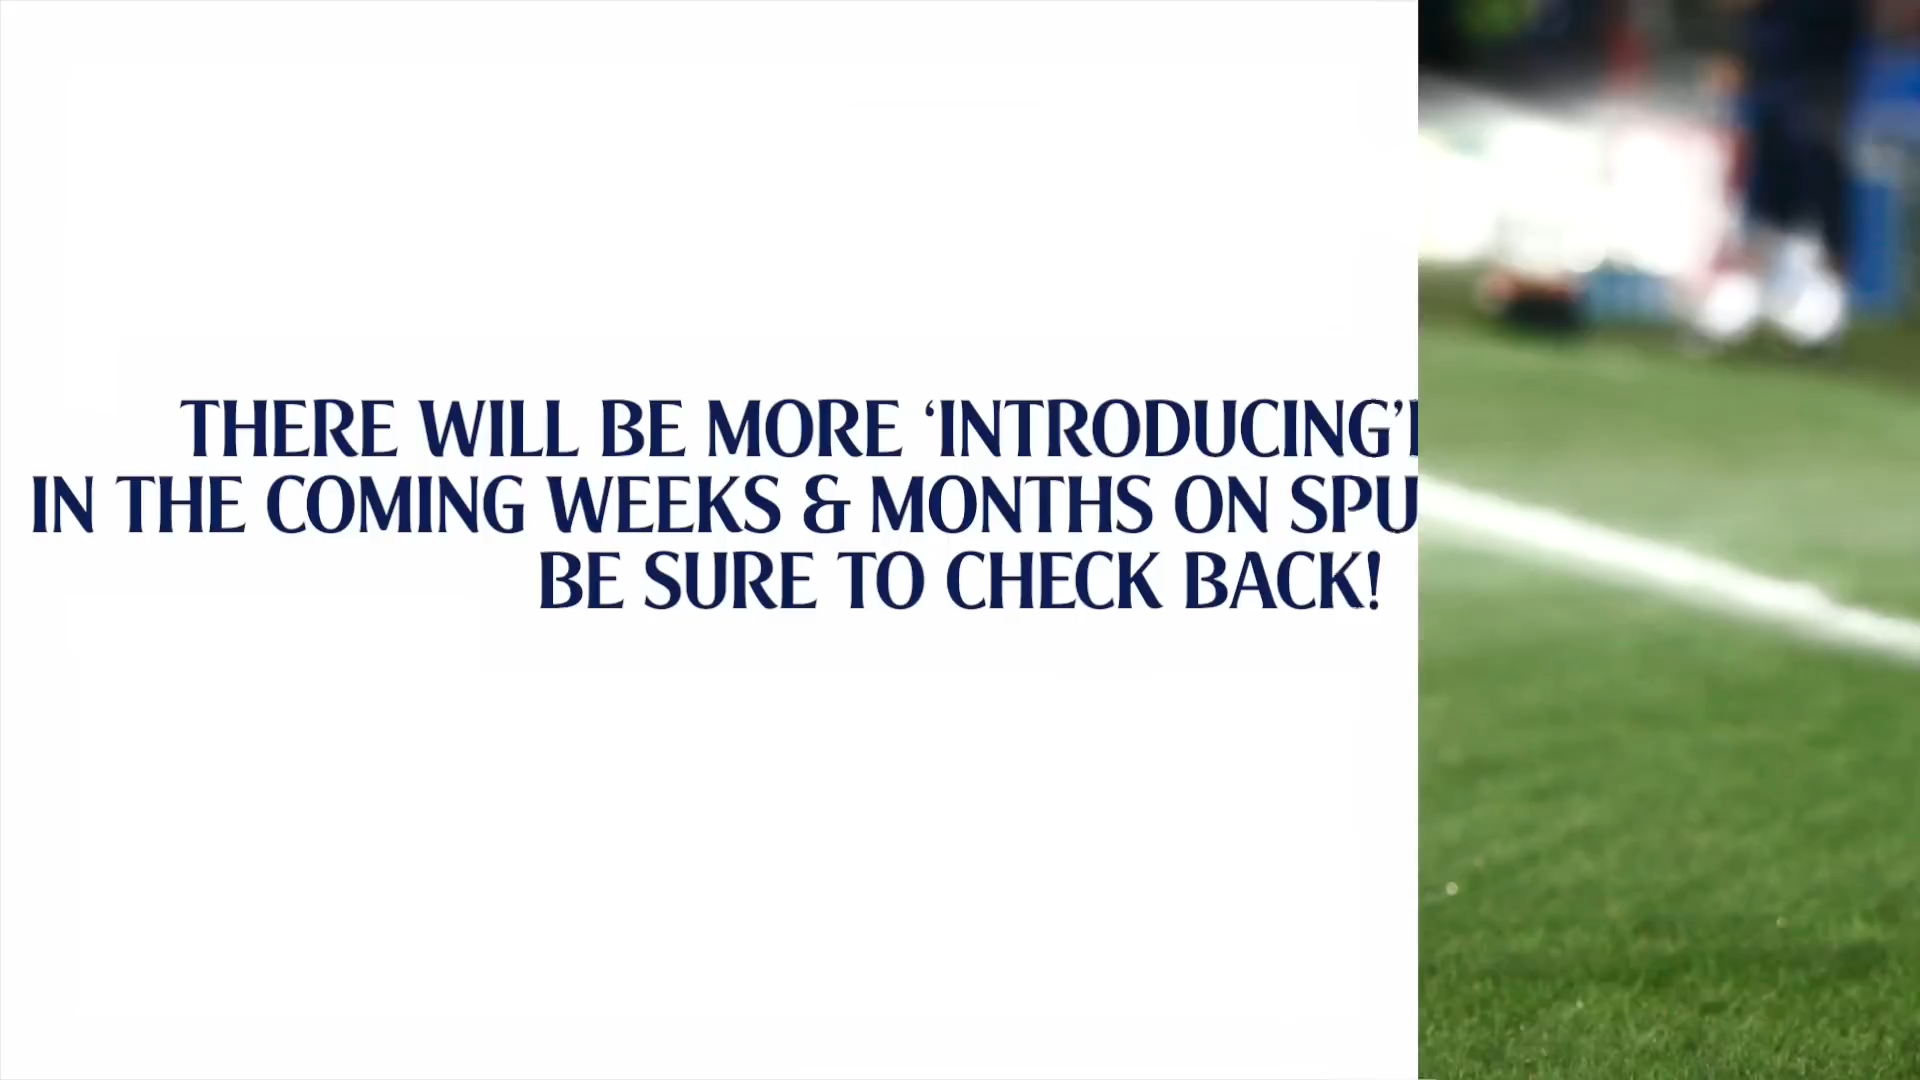 THERE WILL BE MORE ‘INTRODUCING’
IN THE COMING WEEKS & MONTHS ON
BE SURE TO CHECK BACK!